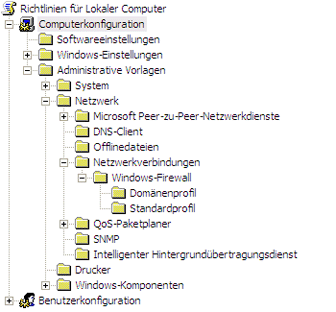 Richtlinien für Lokaler Computer
Computerkonfiguration
Softwareeinstellungen
Windows-Einstellungen
Administrative Vorlagen
System
Netzwerk
Microsoft Peer-zu-Peer-Netzwerkdienste
DNS-Client
Offlinedateien
Netzwerkverbindungen
Windows-Firewall
Domänenprofil
Standardprofil
QoS-Paketplaner
SNMP
Intelligenter Hintergrundübertragungsdienst
Drucker
Windows-Komponenten
Benutzerkonfiguration